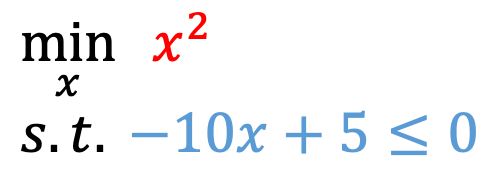 min x²
x
s.t. −10x + 5 ≤ 0